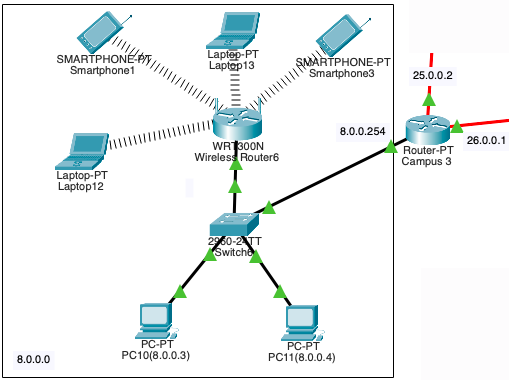 SMARTPHONE-PT
Smartphone1
Laptop-PT
Laptop13
SMARTPHONE-PT
Smartphone3
25.0.0.2
8.0.0.254
26.0.0.1
Router-PT
Campus 3
WRT300N
Wireless Router6
Laptop-PT
Laptop12
2960-24TT
Switch6
PC-PT
PC10(8.0.0.3)
PC-PT
PC11(8.0.0.4)
8.0.0.0